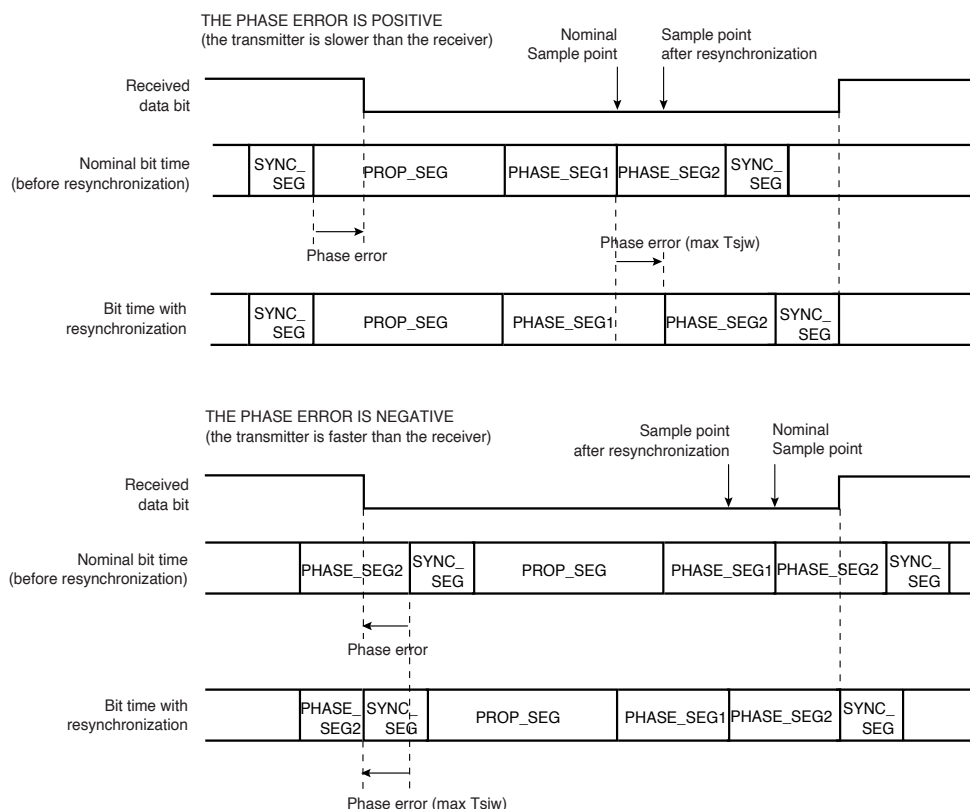 THE PHASE ERROR IS POSITIVE
(the transmitter is slower than the receiver)
Nominal
Sample point
Sample point
after resynchronization
Received
data bit
Nominal bit time
(before resynchronization)
SYNC_
SEG
PROP_SEG
PHASE_SEG1
PHASE_SEG2
SYNC_
SEG
Phase error
Phase error (max Tsjw)
Bit time with
resynchronization
SYNC_
SEG
PROP_SEG
PHASE_SEG1
PHASE_SEG2
SYNC_
SEG
THE PHASE ERROR IS NEGATIVE
(the transmitter is faster than the receiver)
Sample point
after resynchronization
Nominal
Sample point
Received
data bit
Nominal bit time
(before resynchronization)
PHASE_SEG2
SYNC_
SEG
PROP_SEG
PHASE_SEG1
PHASE_SEG2
SYNC_
SEG
Phase error
Bit time with
resynchronization
PHASE_
SEG2
SYNC_
SEG
PROP_SEG
PHASE_SEG1
PHASE_SEG2
SYNC_
SEG
Phase error (max Tsjw)